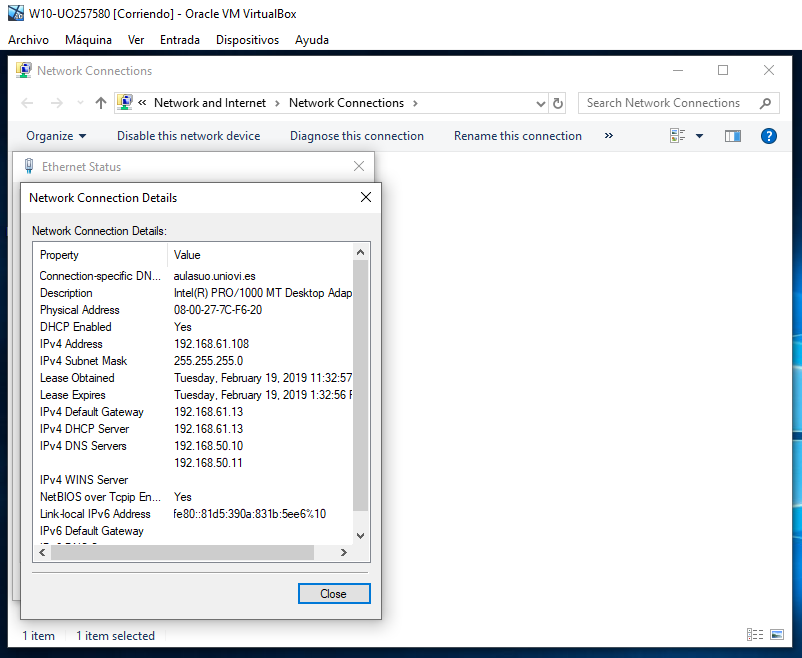 W10-UO257580 [Corriendo] - Oracle VM VirtualBox
Archivo Máquina Ver Entrada Dispositivos Ayuda
Network Connections
« Network and Internet > Network Connections > Search Network Connections
Organize Disable this network device Diagnose this connection Rename this connection »
Ethernet Status
Network Connection Details
Network Connection Details:
Property Value
Connection-specific DN... aulasuo.uniovi.es
Description Intel(R) PRO/1000 MT Desktop Adap
Physical Address 08-00-27-7C-F6-20
DHCP Enabled Yes
IPv4 Address 192.168.61.108
IPv4 Subnet Mask 255.255.255.0
Lease Obtained Tuesday, February 19, 2019 11:32:57
Lease Expires Tuesday, February 19, 2019 1:32:56
IPv4 Default Gateway 192.168.61.13
IPv4 DHCP Server 192.168.61.13
IPv4 DNS Servers 192.168.50.10
192.168.50.11
IPv4 WINS Server
NetBIOS over Tcpip En... Yes
Link-local IPv6 Address fe80::81d5:390a:831b:5ee6%10
IPv6 Default Gateway
Close
1 item 1 item selected